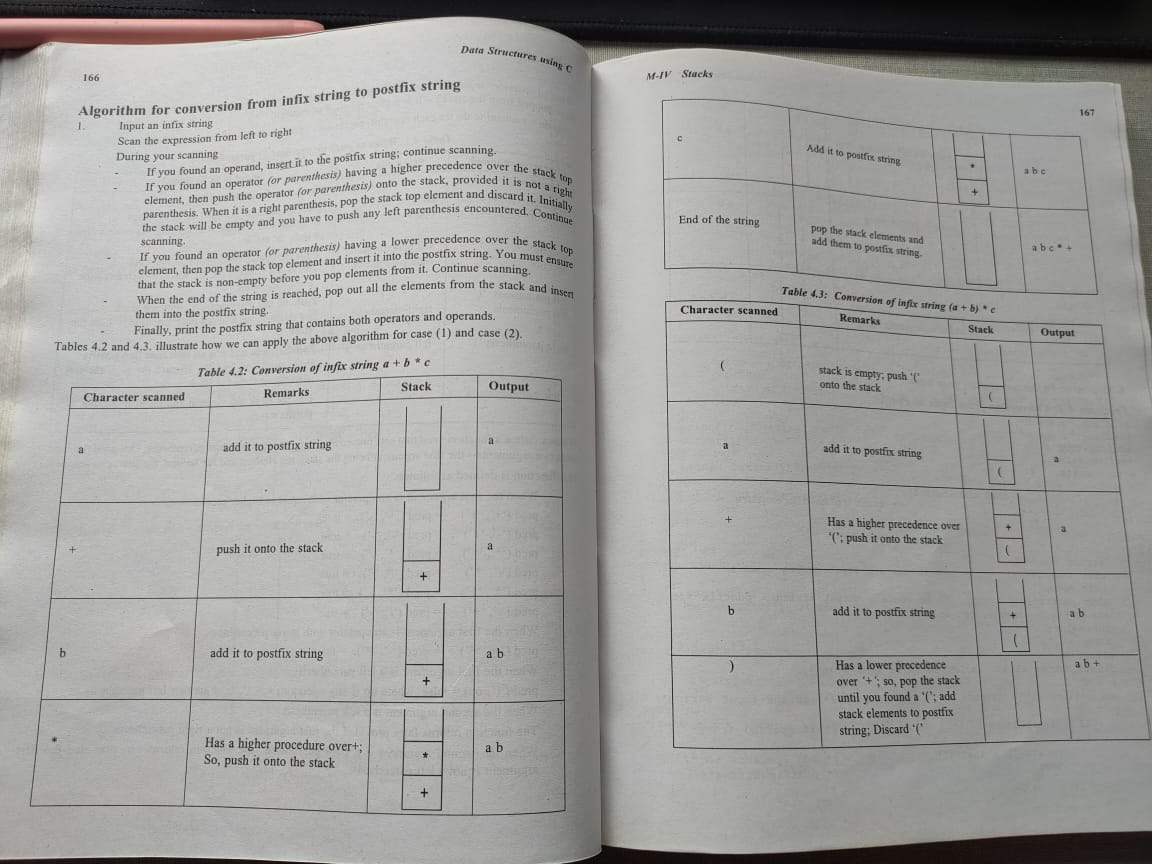 166
Data Structures using C
Algorithm for conversion from infix string to postfix string
1. Input an infix string
Scan the expression from left to right
During your scanning
- If you found an operand, insert it to the postfix string; continue scanning.
- If you found an operator (or parenthesis) having a higher precedence over the stack top
element, then push the operator (or parenthesis) onto the stack, provided it is not a right
parenthesis. When it is a right parenthesis, pop the stack top element and discard it. Initially
the stack will be empty and you have to push any left parenthesis encountered. Continue
scanning.
- If you found an operator (or parenthesis) having a lower precedence over the stack top
element, then pop the stack top element and insert it into the postfix string. You must ensure
that the stack is non-empty before you pop elements from it. Continue scanning.
- When the end of the string is reached, pop out all the elements from the stack and insert
them into the postfix string.
- Finally, print the postfix string that contains both operators and operands.
Tables 4.2 and 4.3. illustrate how we can apply the above algorithm for case (1) and case (2).
Table 4.2: Conversion of infix string a + b * c
Character scanned Remarks Stack Output
a add it to postfix string a
+ push it onto the stack a
+
b add it to postfix string a b
+
* Has a higher procedure over+; a b
So, push it onto the stack *
+
M-IV Stacks
167
c Add it to postfix string * a b c
+
End of the string pop the stack elements and a b c * +
add them to postfix string.
Table 4.3: Conversion of infix string (a + b) * c
Character scanned Remarks Stack Output
( stack is empty; push '('
onto the stack (
a add it to postfix string a
(
+ Has a higher precedence over + a
'('; push it onto the stack (
b add it to postfix string + a b
(
) Has a lower precedence a b +
over '+'; so, pop the stack
until you found a '('; add
stack elements to postfix
string; Discard '('